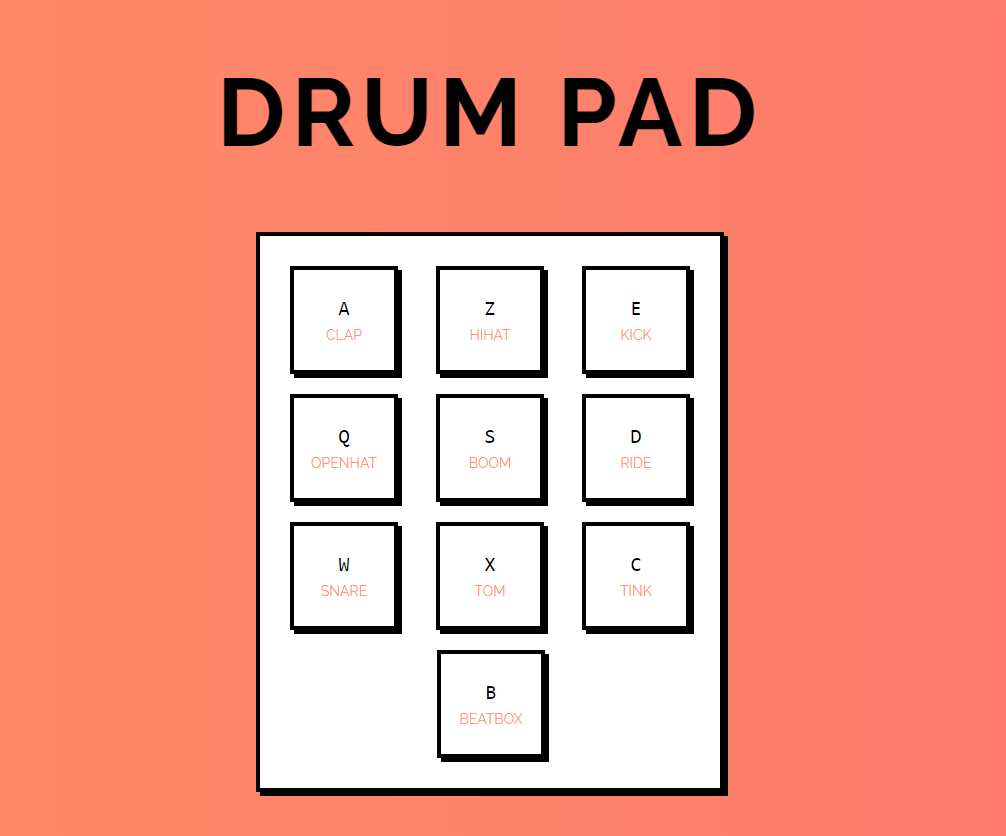 DRUM PAD
A Z E
CLAP HIHAT KICK
Q S D
OPENHAT BOOM RIDE
W X C
SNARE TOM TINK
B
BEATBOX